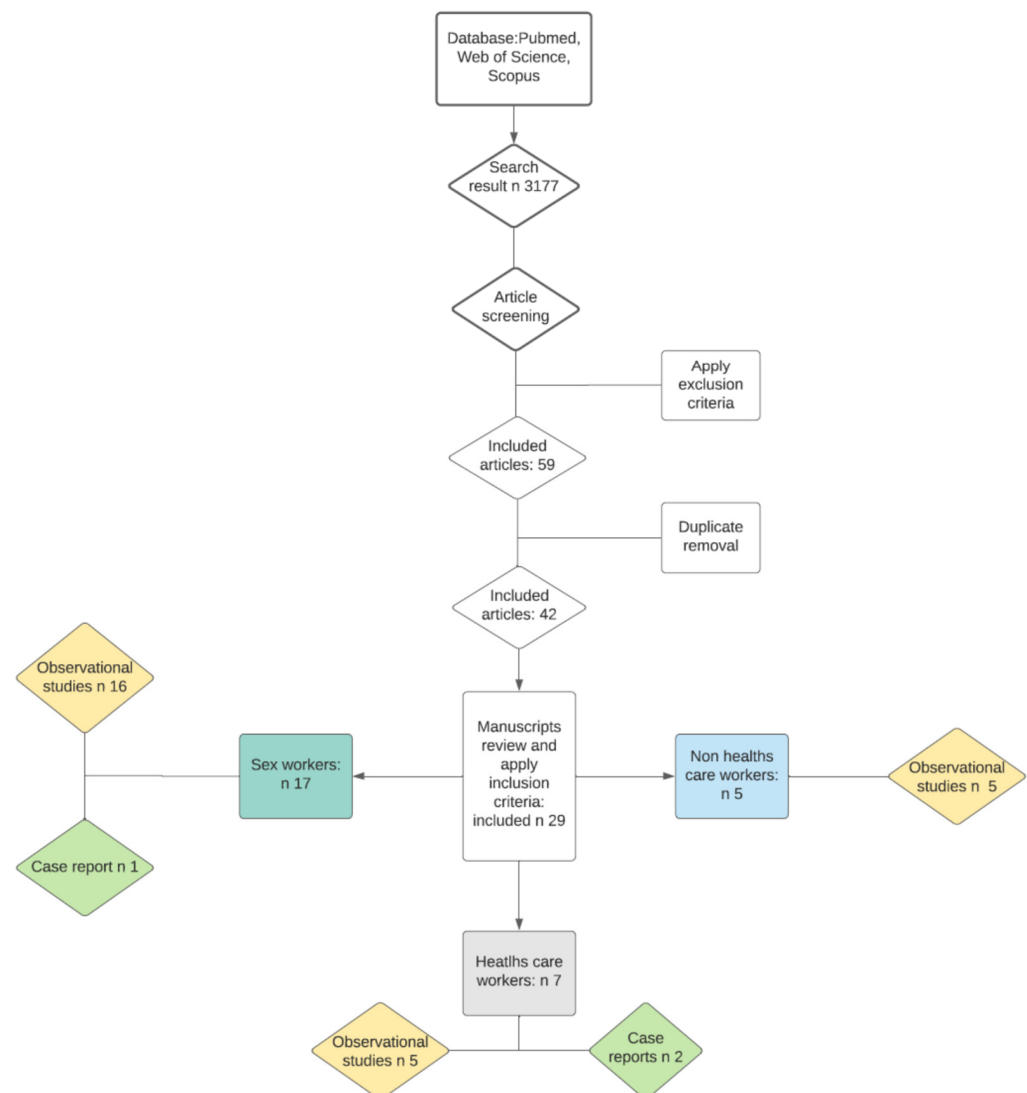 Database:Pubmed,
Web of Science,
Scopus
Search
result n 3177
Article
screening
Apply
exclusion
criteria
Included
articles: 59
Duplicate
removal
Included
articles: 42
Observational
studies n 16
Manuscripts
review and
apply
inclusion
criteria:
included n 29
Sex workers:
n 17
Non healths
care workers:
n 5
Observational
studies n  5
Case report n 1
Heatlhs care
workers: n 7
Observational
studies n 5
Case
reports n 2